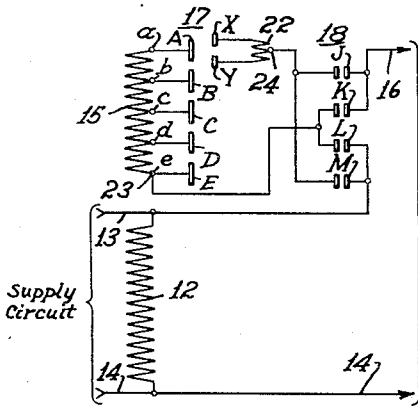 17
a A X 22
18
J
b B Y 24
K 16
15 c C
L
d D
M
e E
23
13
Supply
Circuit
12
14 14